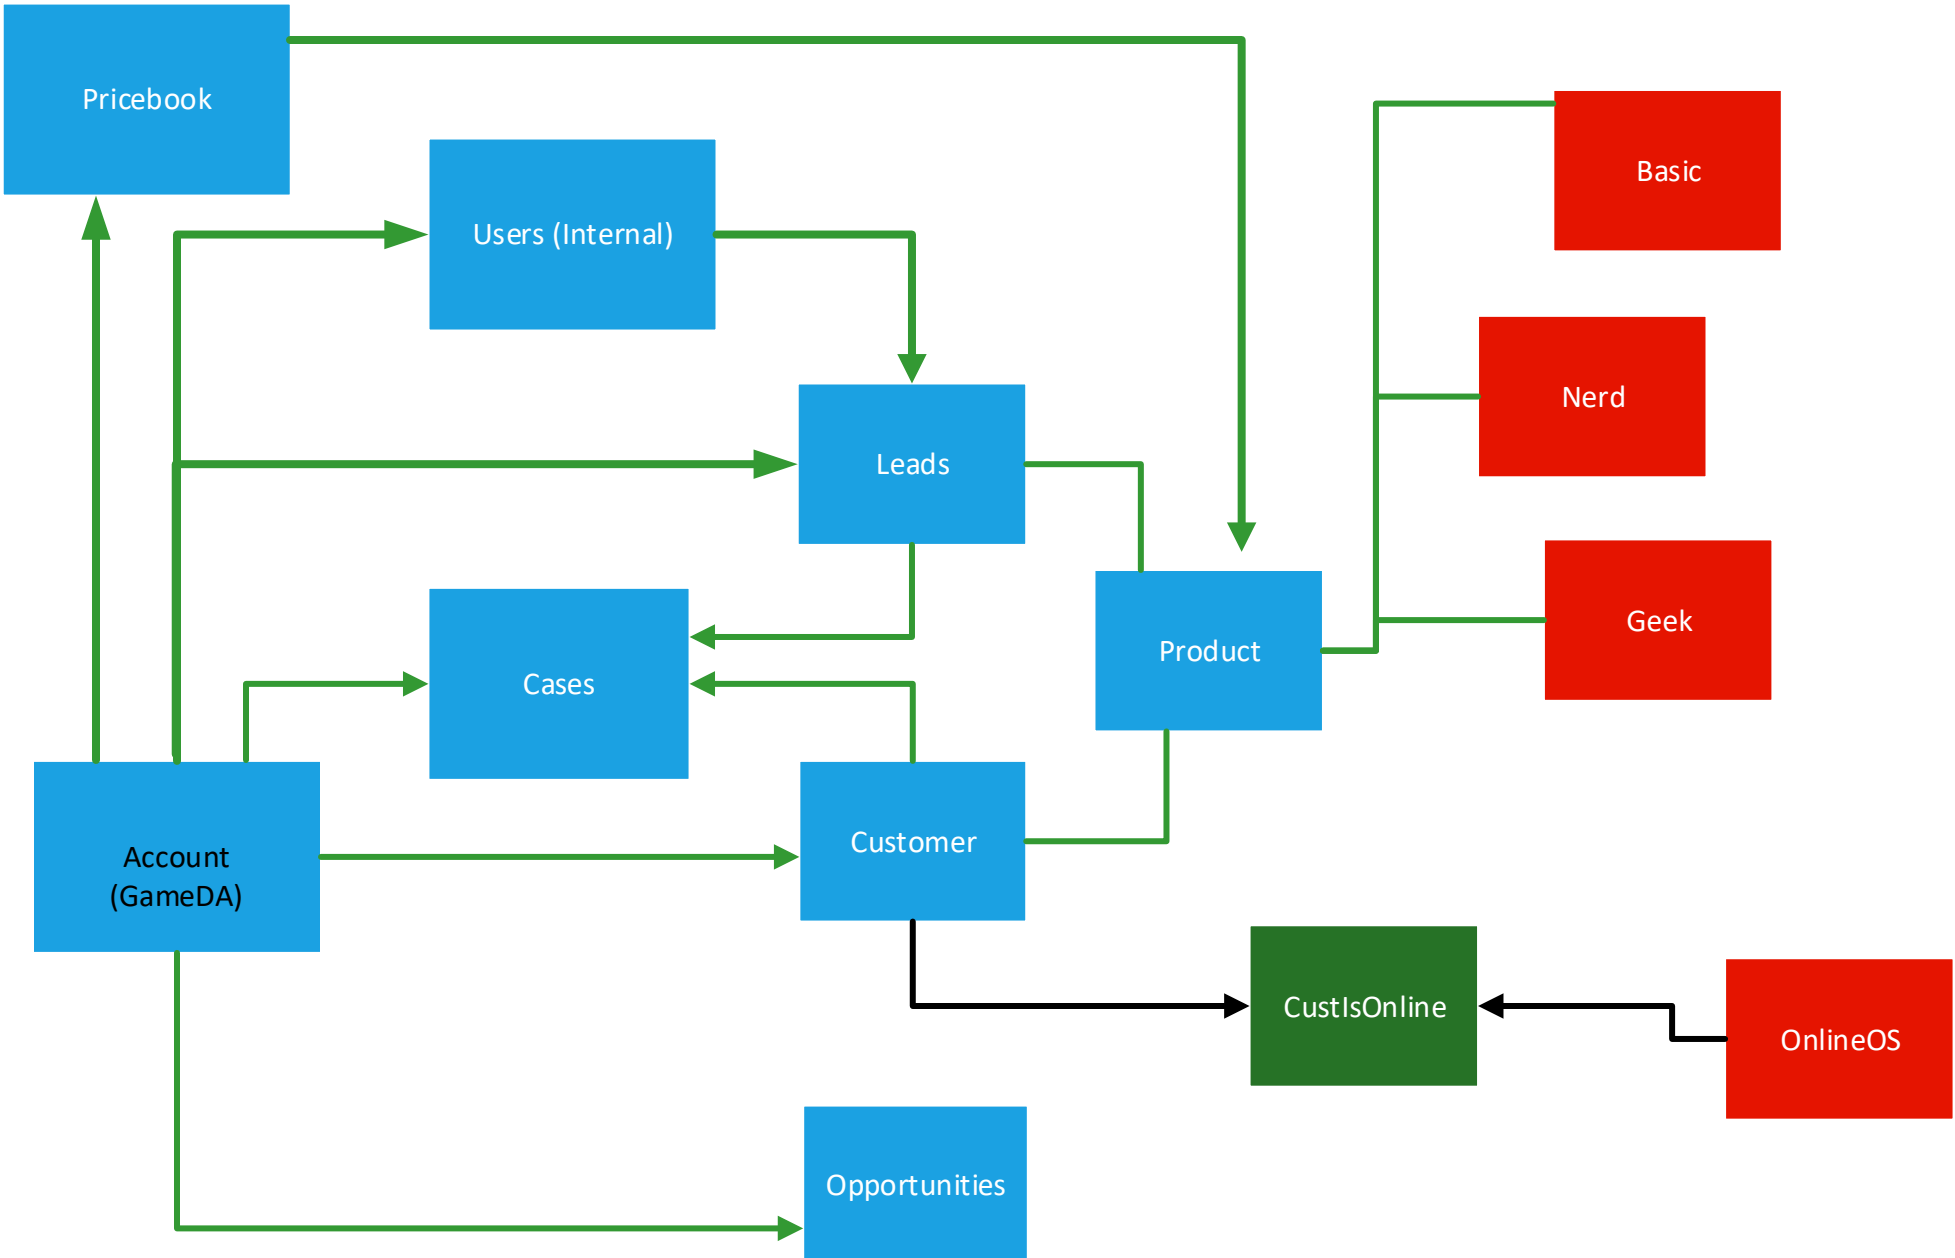 Pricebook
Basic
Users (Internal)
Nerd
Leads
Geek
Product
Cases
Customer
Account
(GameDA)
CustIsOnline
OnlineOS
Opportunities